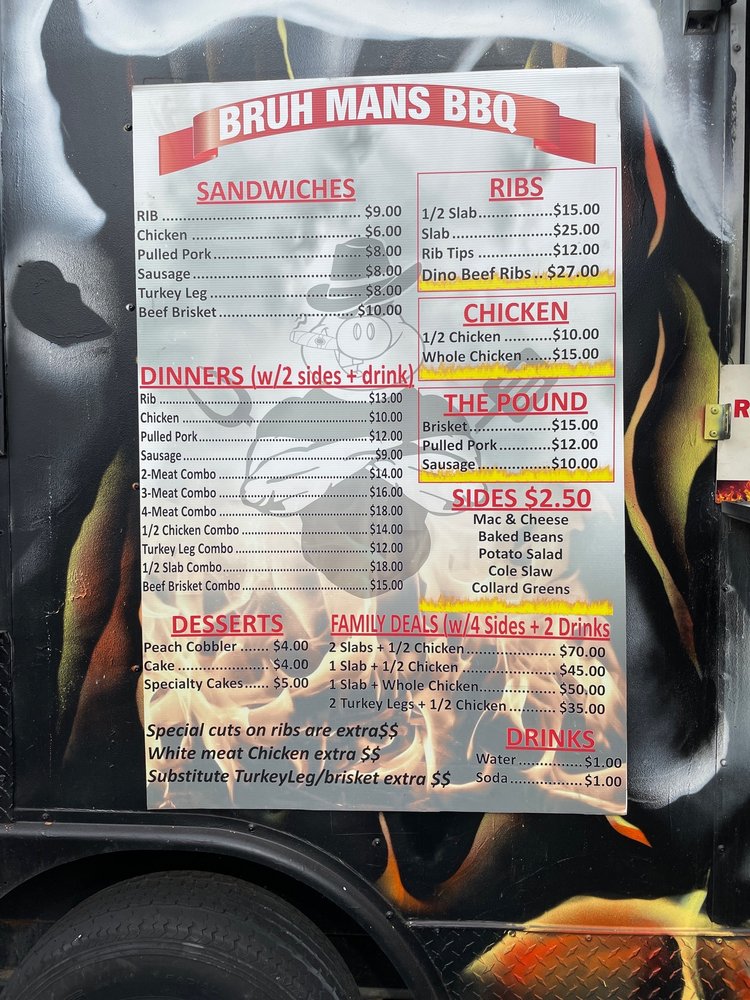 BRUH MANS BBQ
SANDWICHES
RIB ........ $9.00
Chicken ........ $6.00
Pulled Pork ........ $8.00
Sausage ........ $8.00
Turkey Leg ........ $8.00
Beef Brisket ........ $10.00
DINNERS (w/2 sides + drink)
Rib ........ $13.00
Chicken ........ $10.00
Pulled Pork ........ $12.00
Sausage ........ $9.00
2-Meat Combo ........ $14.00
3-Meat Combo ........ $16.00
4-Meat Combo ........ $18.00
1/2 Chicken Combo ........ $14.00
Turkey Leg Combo ........ $12.00
1/2 Slab Combo ........ $18.00
Beef Brisket Combo ........ $15.00
RIBS
1/2 Slab ........ $15.00
Slab ........ $25.00
Rib Tips ........ $12.00
Dino Beef Ribs .. $27.00
CHICKEN
1/2 Chicken ........ $10.00
Whole Chicken ...... $15.00
THE POUND
Brisket ........ $15.00
Pulled Pork ........ $12.00
Sausage ........ $10.00
SIDES $2.50
Mac & Cheese
Baked Beans
Potato Salad
Cole Slaw
Collard Greens
DESSERTS
Peach Cobbler ....... $4.00
Cake ........ $4.00
Specialty Cakes...... $5.00
FAMILY DEALS (w/4 Sides + 2 Drinks
2 Slabs + 1/2 Chicken ........ $70.00
1 Slab + 1/2 Chicken ........ $45.00
1 Slab + Whole Chicken ........ $50,00
2 Turkey Legs + 1/2 Chicken ........ $35.00
Special cuts on ribs are extra$$
White meat Chicken extra $$
Substitute TurkeyLeg/brisket extra $$
DRINKS
Water ........ $1.00
Soda ........ $1.00
R